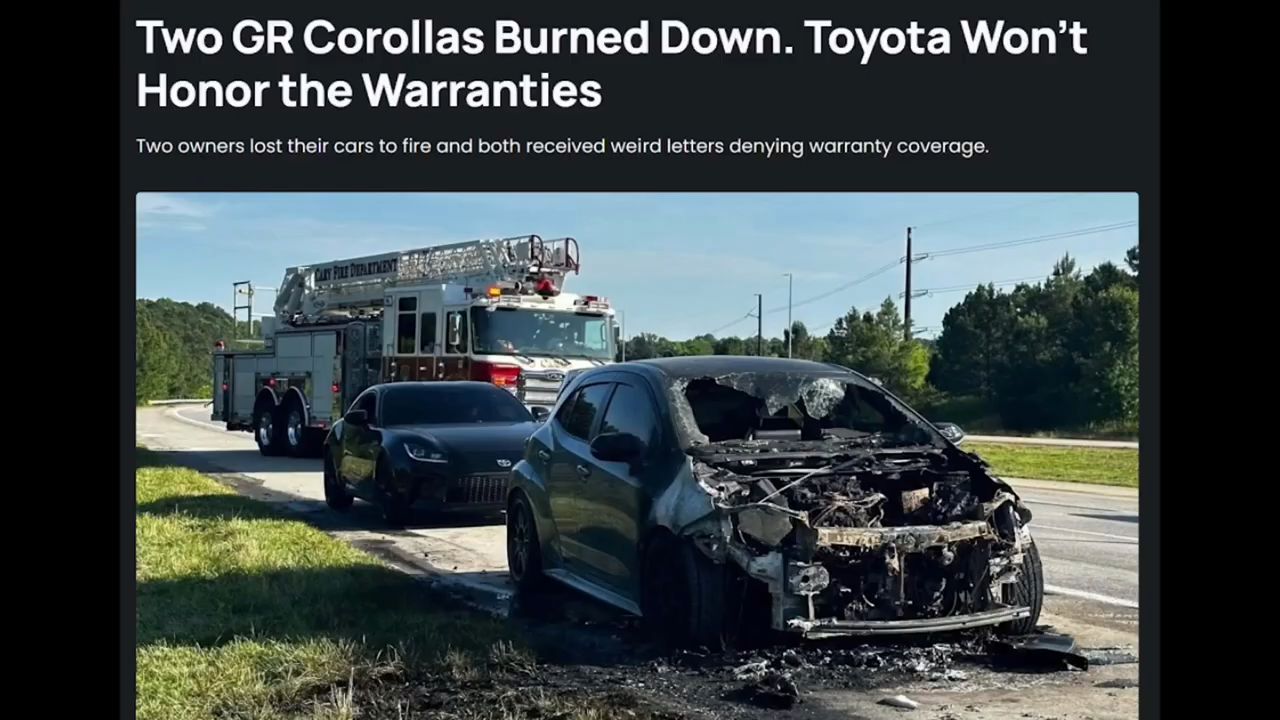 Two GR Corollas Burned Down. Toyota Won’t
Honor the Warranties
Two owners lost their cars to fire and both received weird letters denying warranty coverage.
CARY FIRE DEPARTMENT